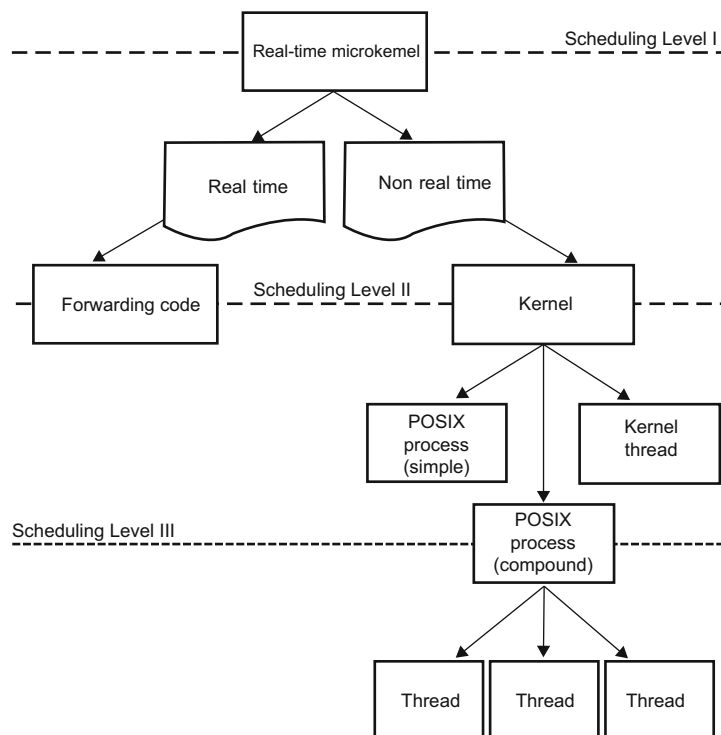 Scheduling Level I
Real-time microkernel
Real time
Non real time
Forwarding code
Scheduling Level II
Kernel
POSIX
process
(simple)
Kernel
thread
Scheduling Level III
POSIX
process
(compound)
Thread
Thread
Thread